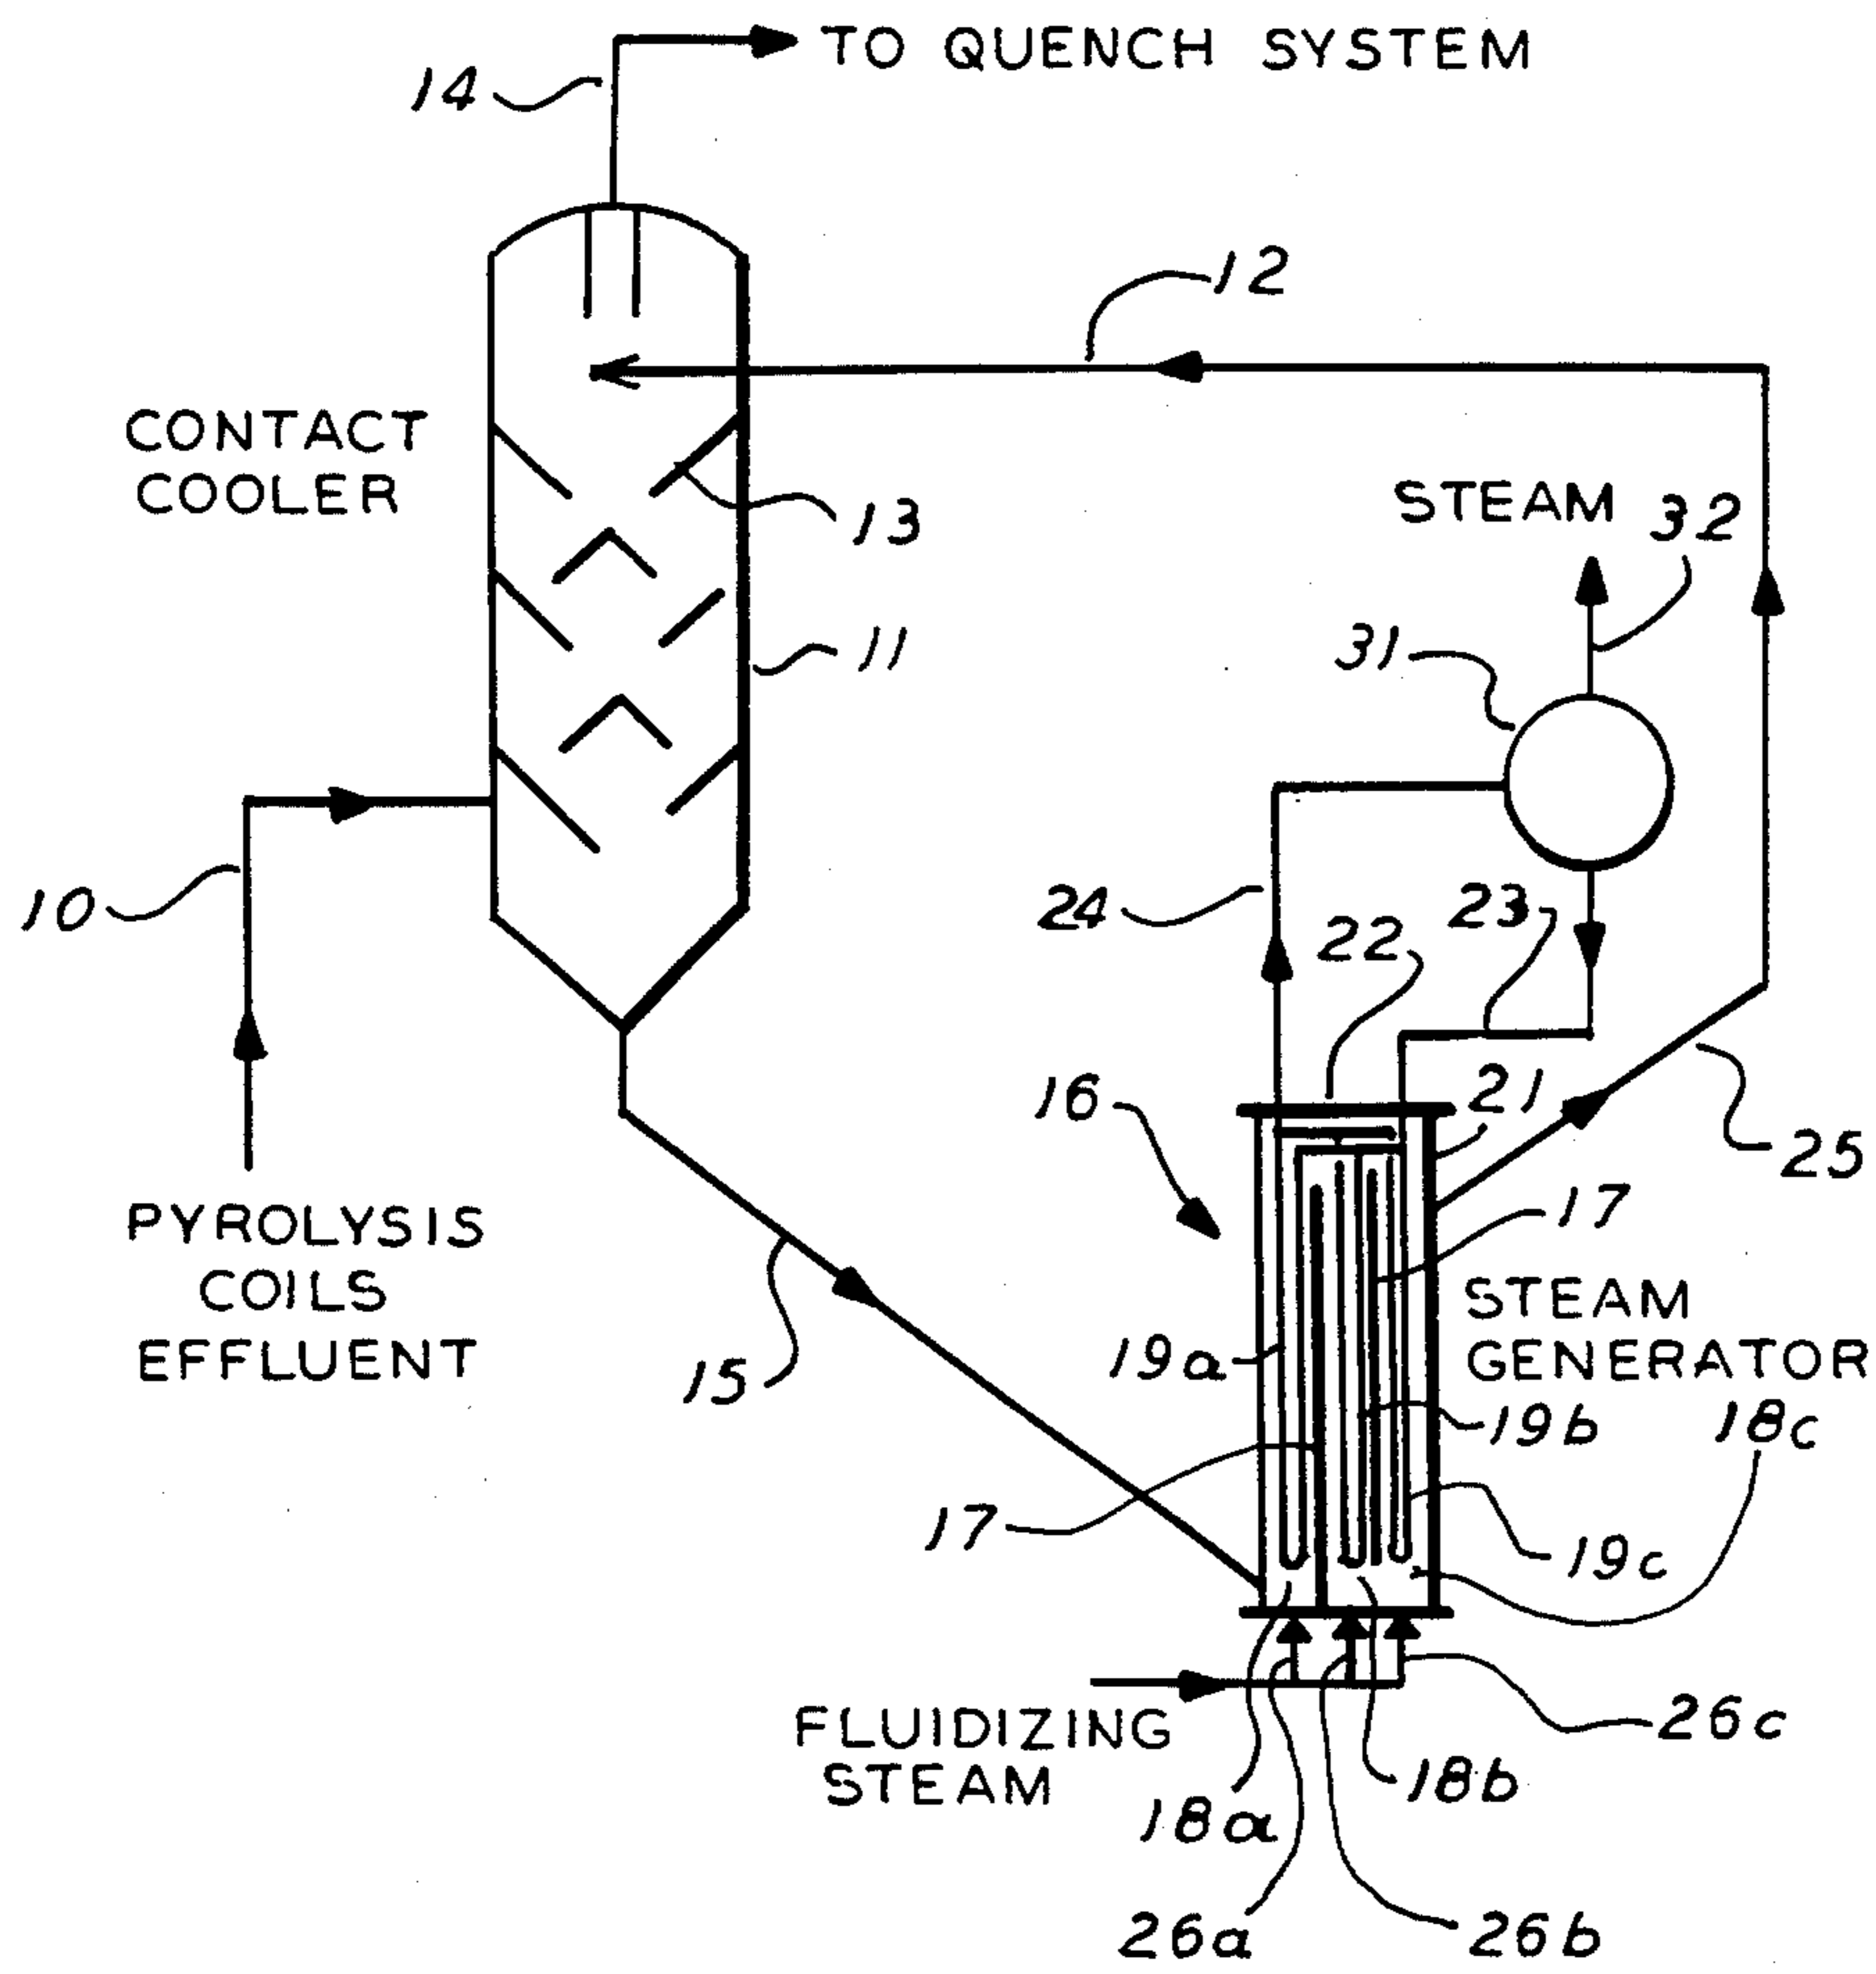 TO QUENCH SYSTEM
14
12
CONTACT
COOLER
STEAM
32
13
11
31
10
24
23
22
16
21
25
PYROLYSIS
COILS
EFFLUENT
17
STEAM
GENERATOR
15
19a
19b
18c
17
19c
FLUIDIZING
STEAM
26c
18b
18a
26a
26b